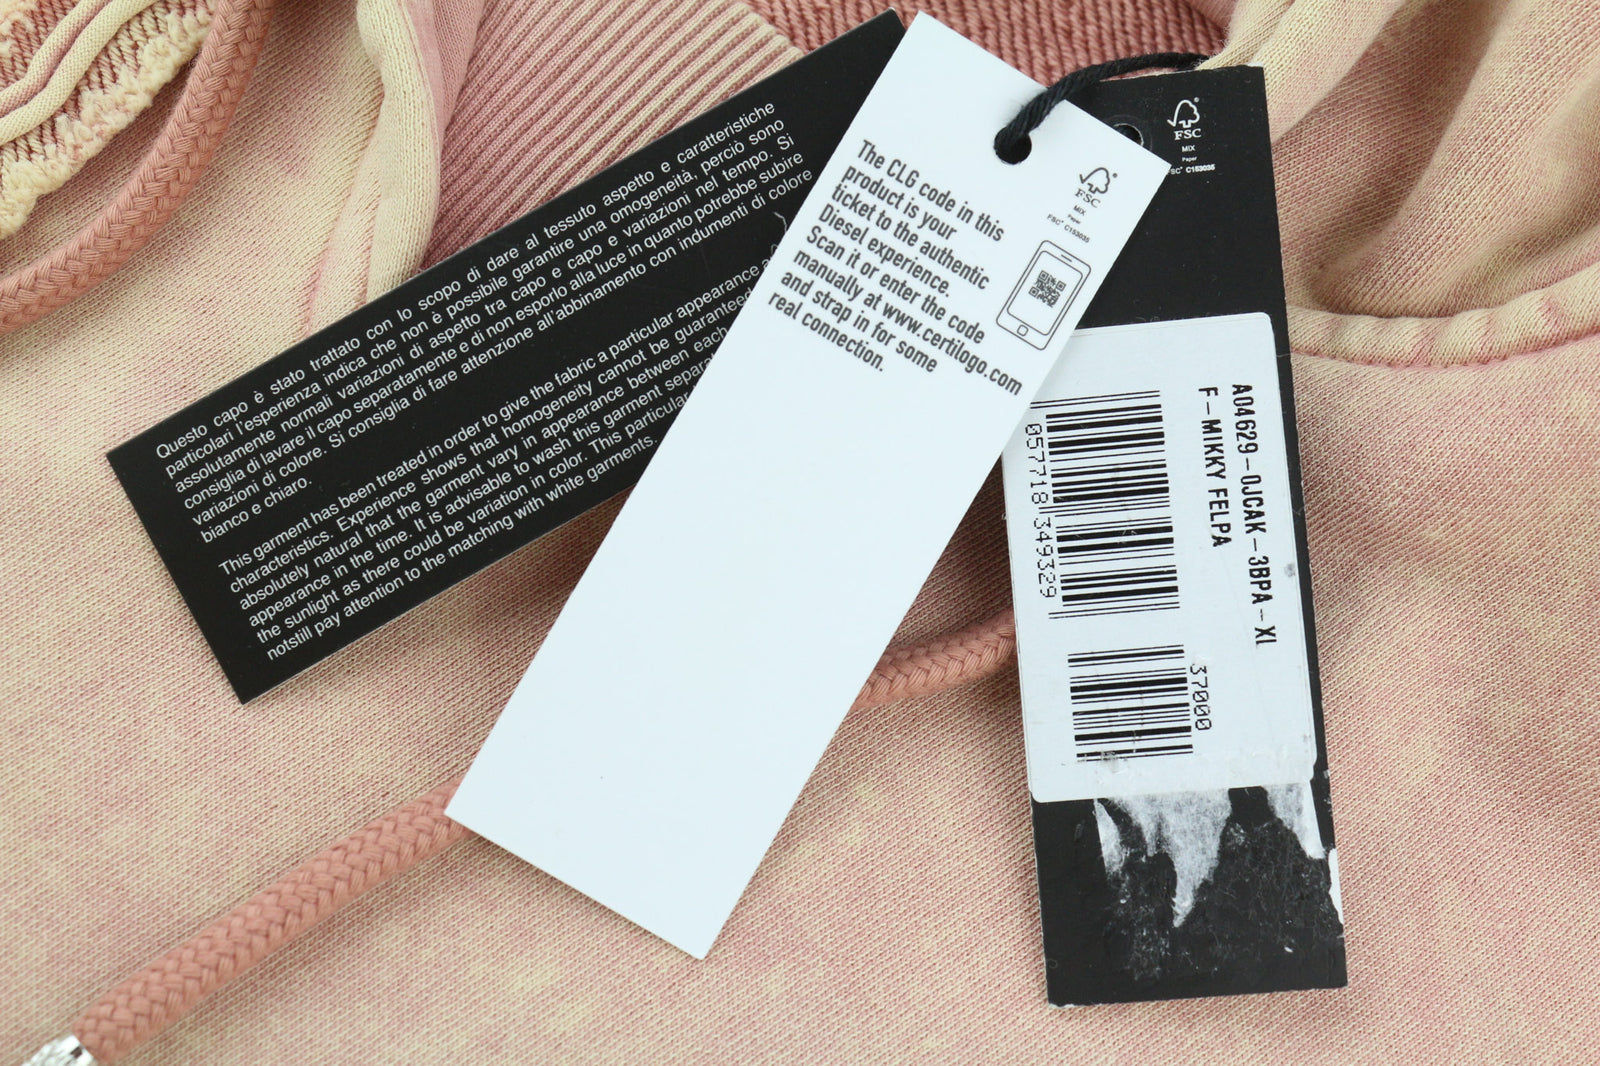 Questo capo è stato trattato con lo scopo di dare al tessuto aspetto e caratteristiche
particolari l'esperienza indica che non è possibile garantire una omogeneità, perciò sono
assolutamente normali variazioni di aspetto tra capo e capo e variazioni nel tempo. Si
consiglia di lavare il capo separatamente e di non esporlo alla luce in quanto potrebbe subire
variazioni di colore. Si consiglia di fare attenzione all'abbinamento con indumenti di colore
bianco e chiaro.
This garment has been treated in order to give the fabric a particular appearance
characteristics. Experience shows that homogeneity cannot be guaranteed
absolutely natural that the garment vary in appearance between each
appearance in the time. It is advisable to wash this garment
the sunlight as there could be variation in color. This particular
notstill pay attention to the matching with white garments.
The CLG code in this
product is your
ticket to the authentic
Diesel experience.
Scan it or enter the code
manually at www.certilogo.com
and strap in for some
real connection.
FSC
MIX
Paper
FSC® C153035
FSC
MIX
Paper
FSC® C153035
A04629-0JCAK-3BPA-XL
F-MIKKY FELPA
057718 349329
37000